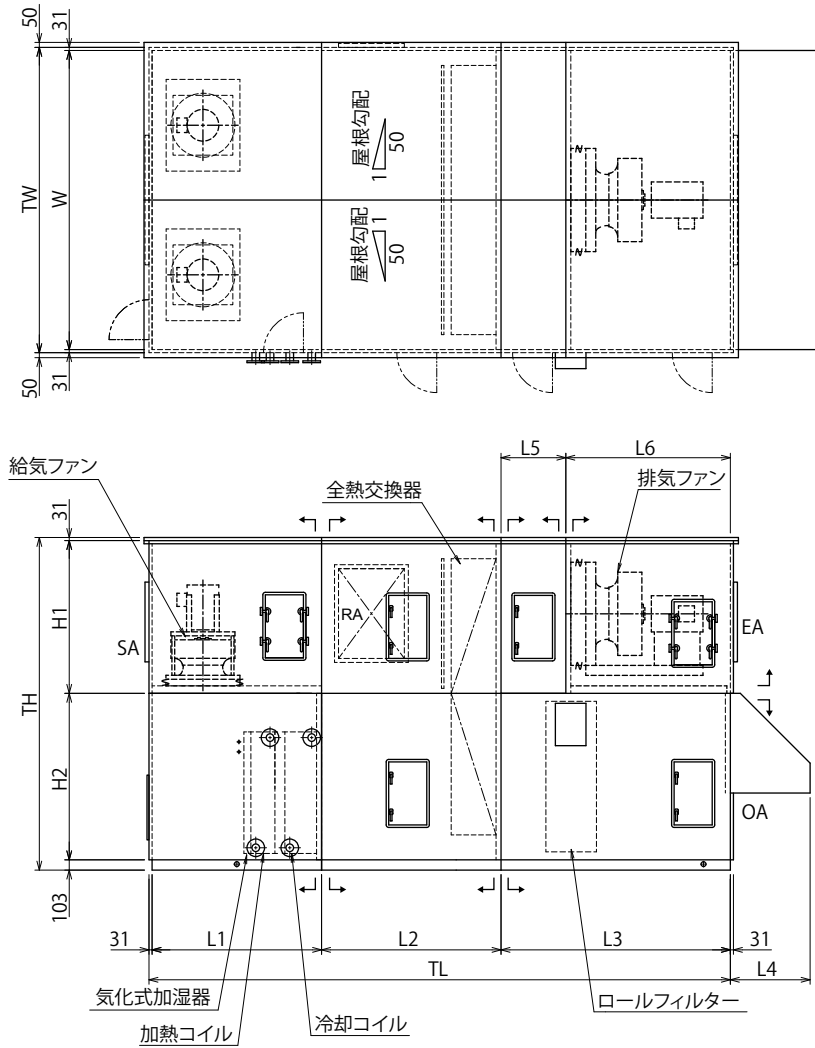 50
31
TW
W
50
31
屋根勾配
1
50
屋根勾配
1
50
L5
L6
給気ファン
全熱交換器
排気ファン
31
H1
SA
RA
EA
TH
H2
OA
103
31
L1
L2
L3
31
TL
L4
気化式加湿器
加熱コイル
冷却コイル
ロールフィルター